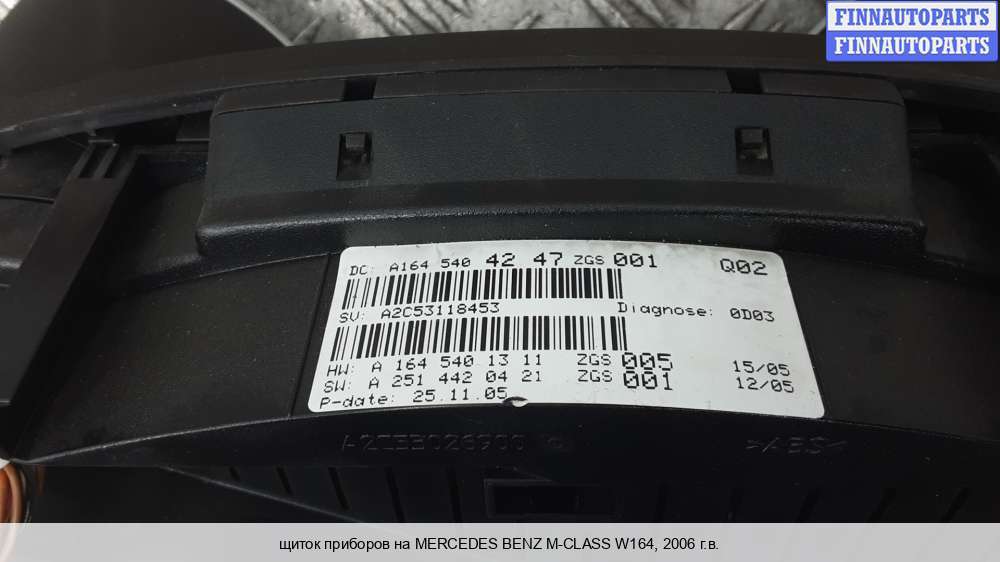 FINNAUTOPARTS
FINNAUTOPARTS
DC: A164 540 42 47 ZGS 001 Q02
SV: A2C53118453 Diagnose: 0D03
HW: A 164 540 13 11 ZGS 005 15/05
SW: A 251 442 04 21 ZGS 001 12/05
P-date: 25.11.05
>ABS<
щиток приборов на MERCEDES BENZ M-CLASS W164, 2006 г.в.